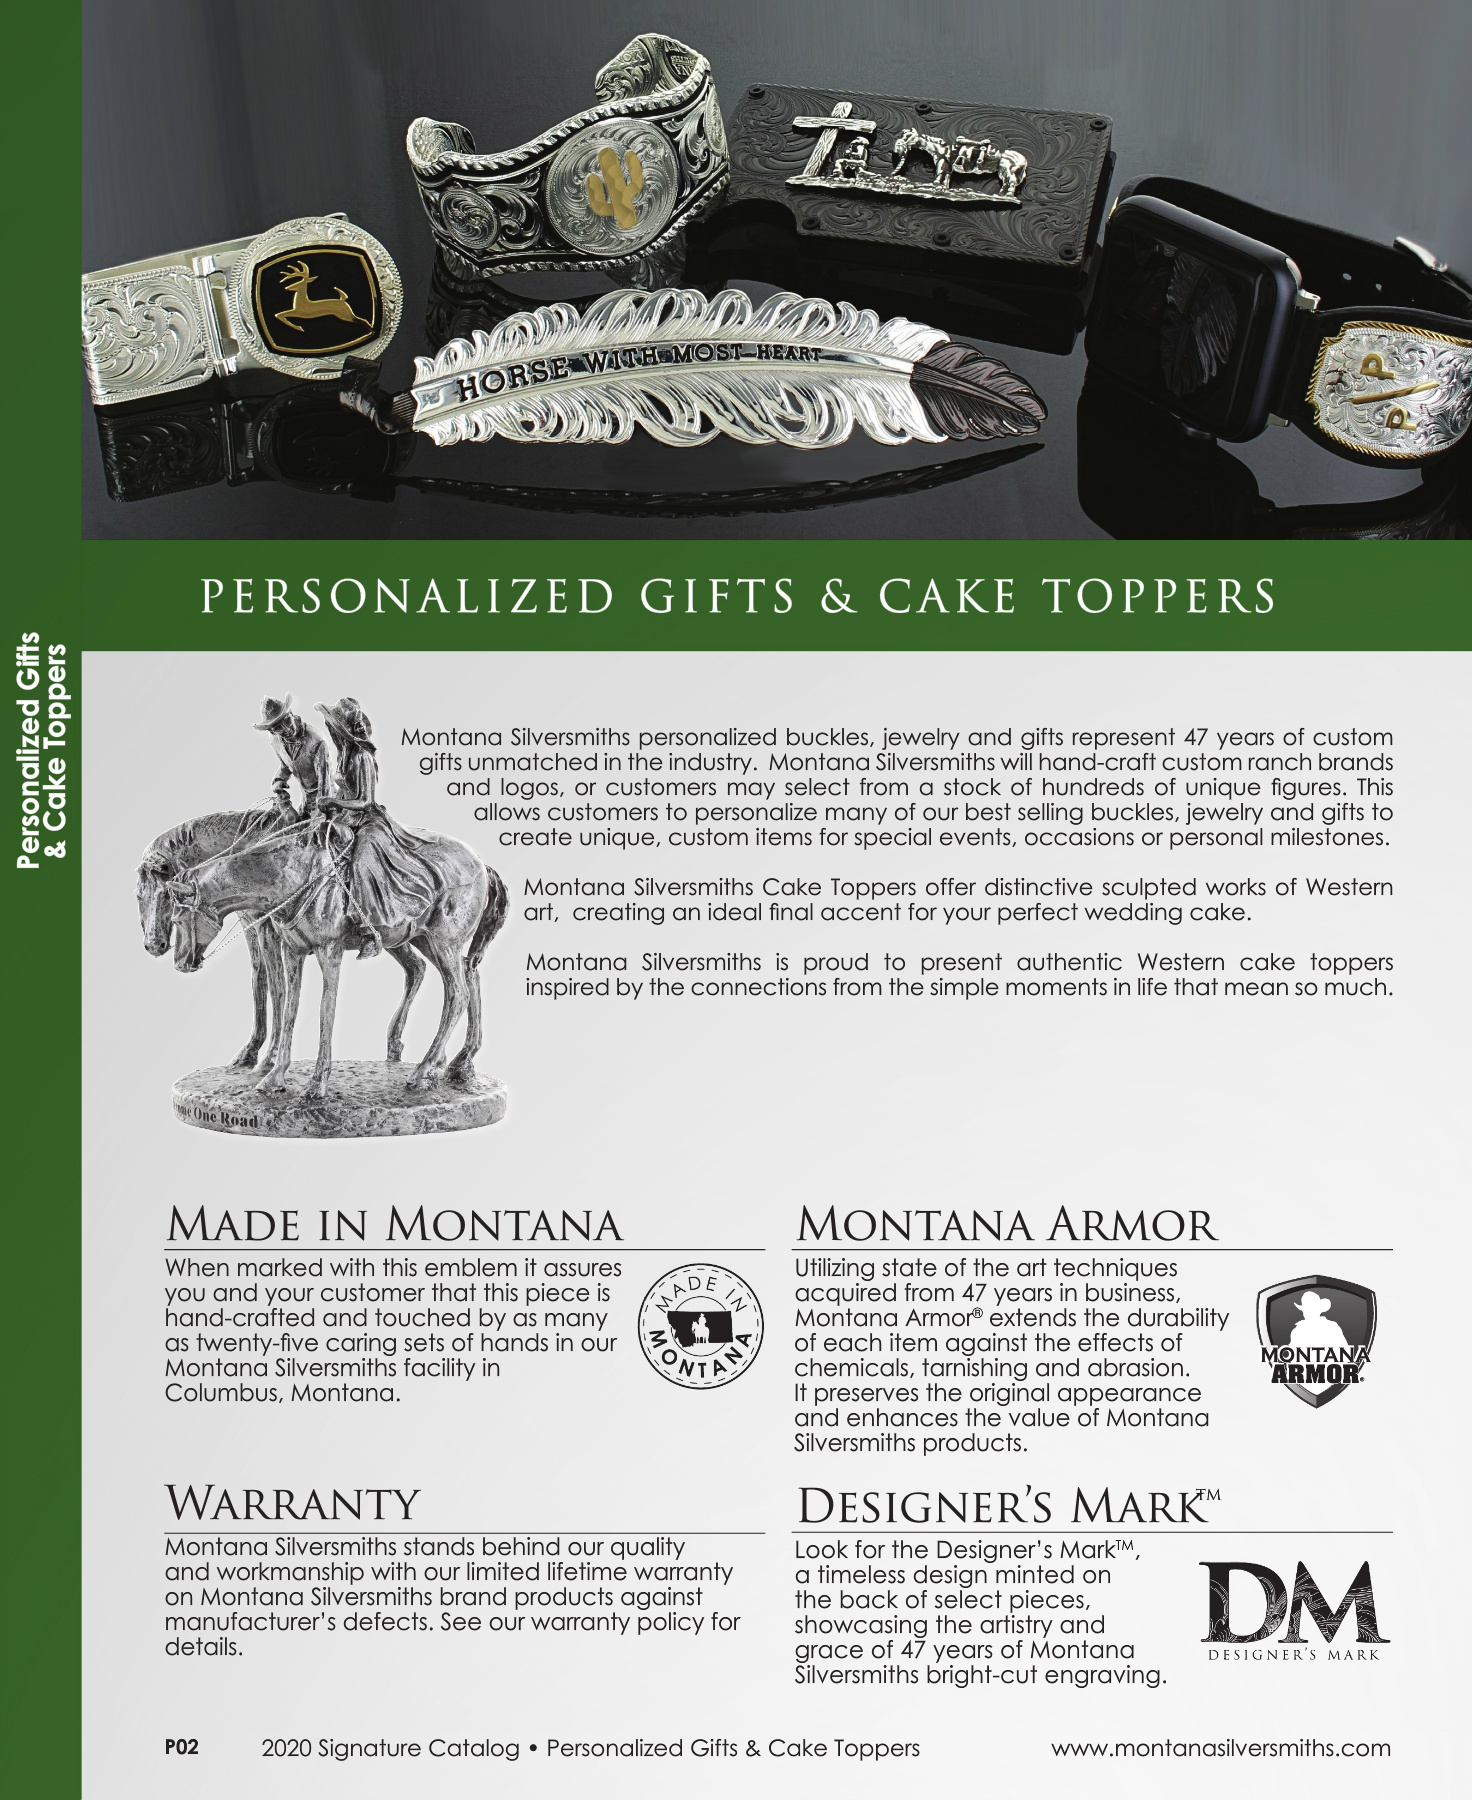 HORSE WITH MOST HEART
P/P
PERSONALIZED GIFTS & CAKE TOPPERS
Personalized Gifts
& Cake Toppers
Montana Silversmiths personalized buckles, jewelry and gifts represent 47 years of custom
gifts unmatched in the industry.  Montana Silversmiths will hand-craft custom ranch brands
and logos, or customers may select from a stock of hundreds of unique figures. This
allows customers to personalize many of our best selling buckles, jewelry and gifts to
create unique, custom items for special events, occasions or personal milestones.
Montana Silversmiths Cake Toppers offer distinctive sculpted works of Western
art,  creating an ideal final accent for your perfect wedding cake.
Montana Silversmiths is proud to present authentic Western cake toppers
inspired by the connections from the simple moments in life that mean so much.
One Road
MADE IN MONTANA
When marked with this emblem it assures
you and your customer that this piece is
hand-crafted and touched by as many
as twenty-five caring sets of hands in our
Montana Silversmiths facility in
Columbus, Montana.
MADE IN
MONTANA
MONTANA ARMOR
Utilizing state of the art techniques
acquired from 47 years in business,
Montana Armor® extends the durability
of each item against the effects of
chemicals, tarnishing and abrasion.
It preserves the original appearance
and enhances the value of Montana
Silversmiths products.
MONTANA
ARMOR®
WARRANTY
Montana Silversmiths stands behind our quality
and workmanship with our limited lifetime warranty
on Montana Silversmiths brand products against
manufacturer's defects. See our warranty policy for
details.
DESIGNER'S MARK™
Look for the Designer's Mark™,
a timeless design minted on
the back of select pieces,
showcasing the artistry and
grace of 47 years of Montana
Silversmiths bright-cut engraving.
DM
DESIGNER'S MARK
P02
2020 Signature Catalog • Personalized Gifts & Cake Toppers
www.montanasilversmiths.com